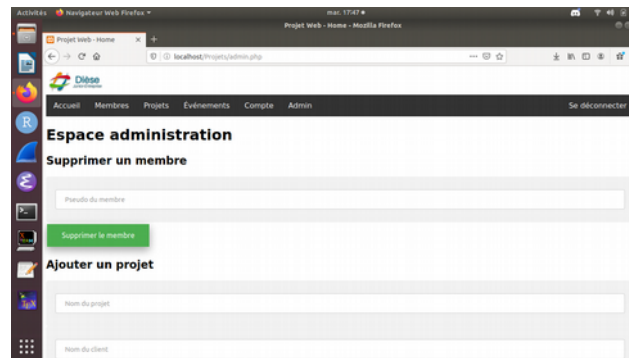 Activités Navigateur Web Firefox mar. 17:47
Projet Web - Home - Mozilla Firefox
Projet Web - Home
localhost/Projets/admin.php
Dièse
Accueil Membres Projets Événements Compte Admin Se déconnecter
Espace administration
Supprimer un membre
Pseudo du membre
Supprimer le membre
Ajouter un projet
Nom du projet
Nom du client